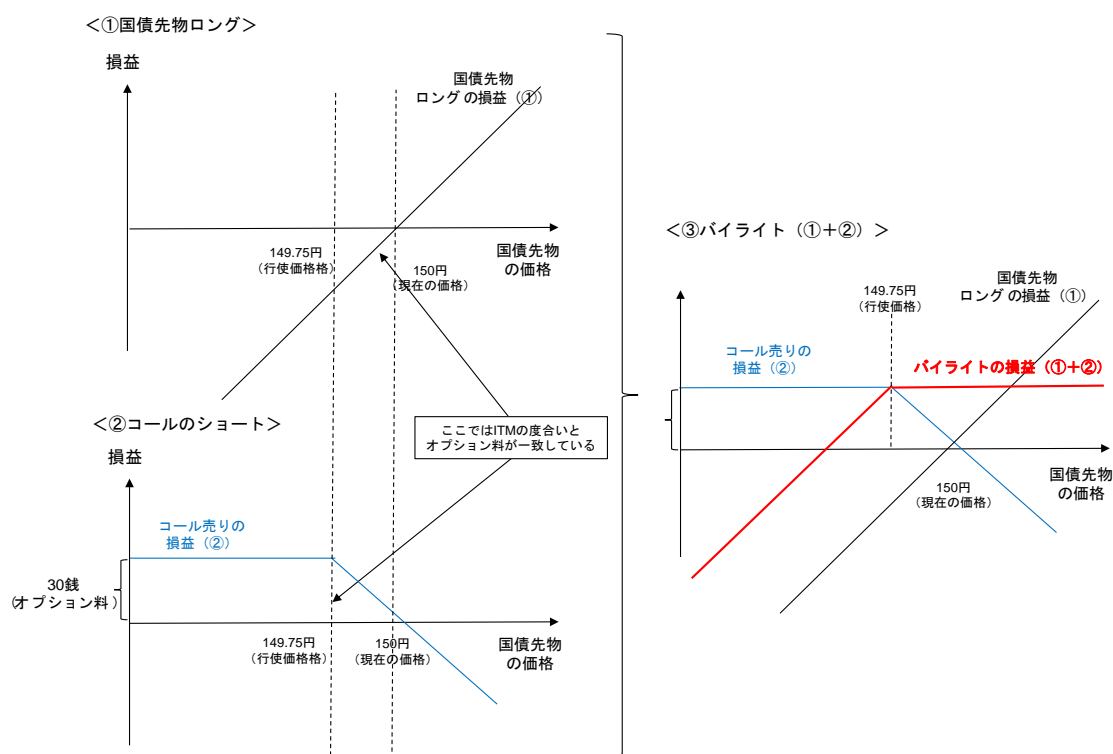 <①国債先物ロング>
損益
国債先物
ロングの損益（①）
149.75円
（行使価格格）
150円
（現在の価格）
国債先物
の価格
<②コールのショート>
損益
ここではITMの度合いと
オプション料が一致している
コール売りの
損益（②）
30銭
（オプション料）
149.75円
（行使価格格）
150円
（現在の価格）
国債先物
の価格
<③バイライト（①+②）>
国債先物
ロングの損益（①）
149.75円
（行使価格）
コール売りの
損益（②）
バイライトの損益（①+②）
150円
（現在の価格）
国債先物
の価格